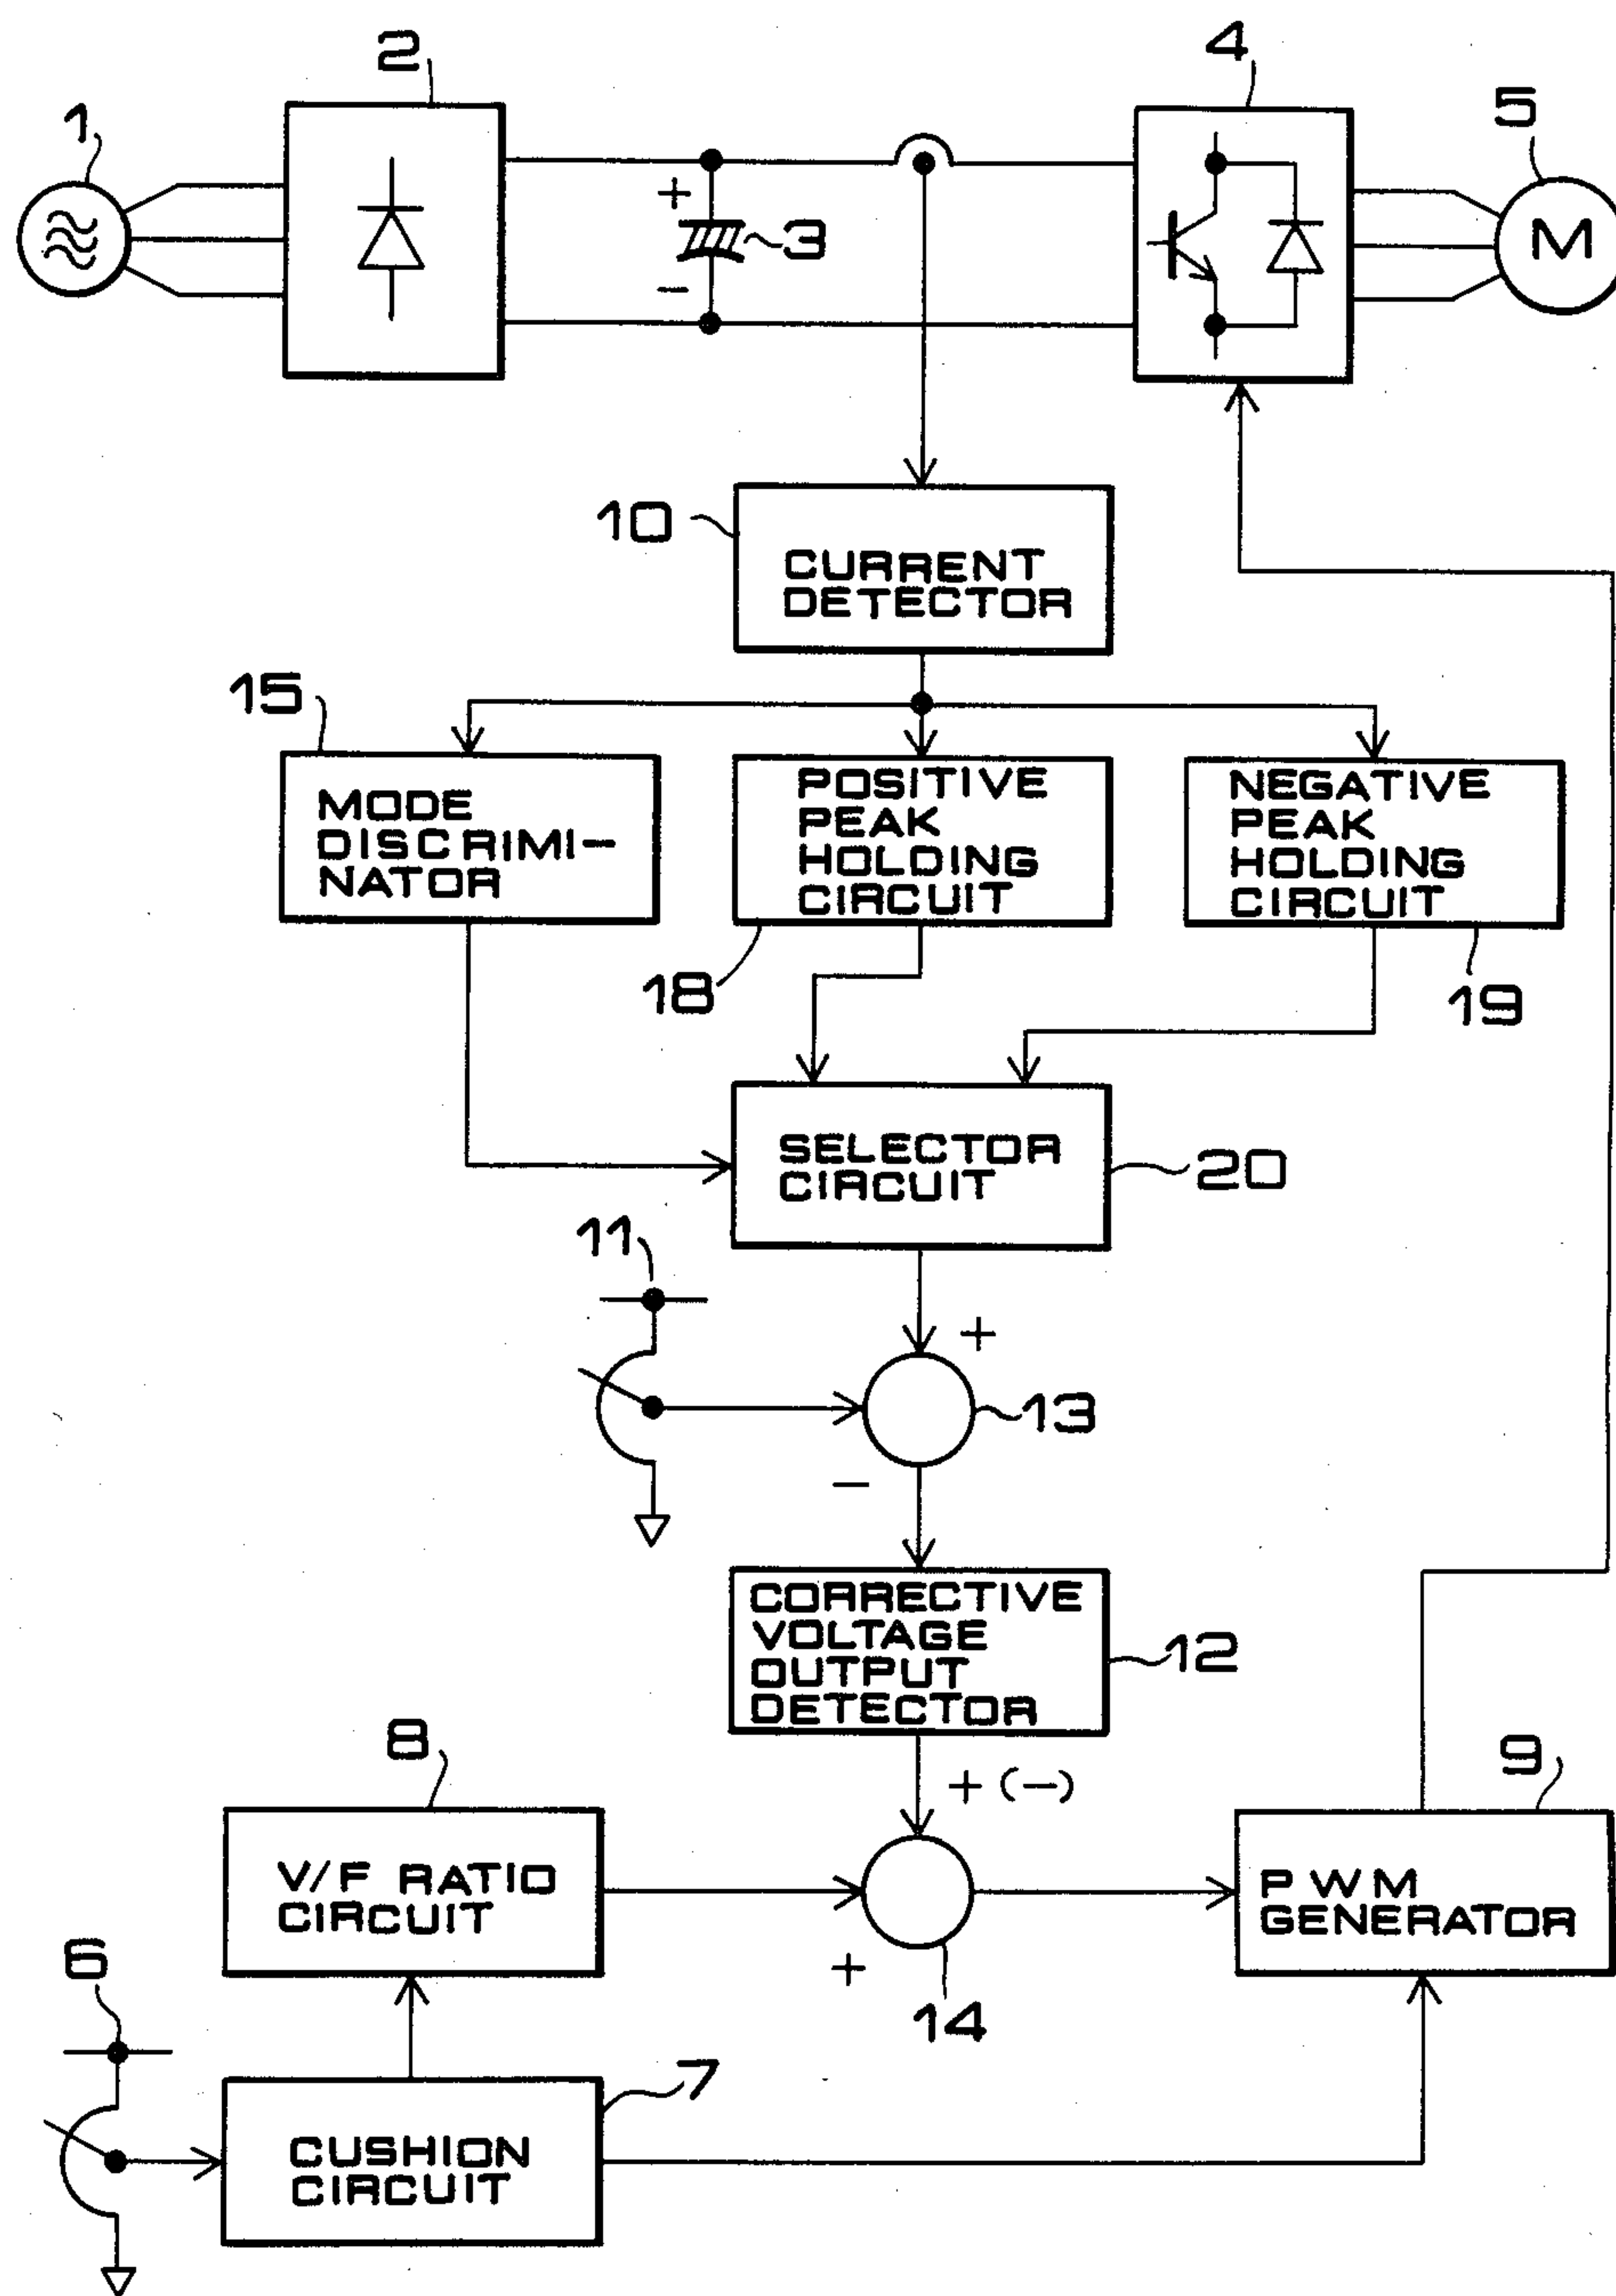 2
4
1
5
+
3
−
M
10
CURRENT
DETECTOR
15
MODE
DISCRIMI-
NATOR
POSITIVE
PEAK
HOLDING
CIRCUIT
NEGATIVE
PEAK
HOLDING
CIRCUIT
18
19
SELECTOR
CIRCUIT
20
11
+
13
−
CORRECTIVE
VOLTAGE
OUTPUT
DETECTOR
12
8
+ (−)
9
V/F RATIO
CIRCUIT
PWM
GENERATOR
6
+
14
7
CUSHION
CIRCUIT